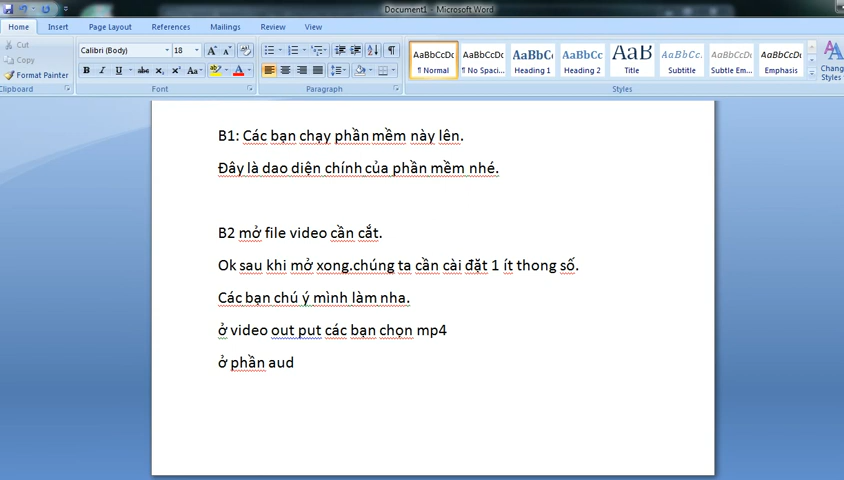 Document1 - Microsoft Word
Home Insert Page Layout References Mailings Review View
Cut
Copy
Format Painter
Calibri (Body) 18
AaBbCcDc AaBbCcDc AaBbC AaBbCc AaB AaBbCc. AaBbCcDc AaBbCcDc
¶ Normal ¶ No Spaci... Heading 1 Heading 2 Title Subtitle Subtle Em... Emphasis
Chang
Styles
Clipboard Font Paragraph Styles
B1: Các bạn chạy phần mềm này lên.
Đây là dao diện chính của phần mềm nhé.
B2 mở file video cần cắt.
Ok sau khi mở xong.chúng ta cần cài đặt 1 ít thong số.
Các bạn chú ý mình làm nha.
ở video out put các bạn chọn mp4
ở phần aud